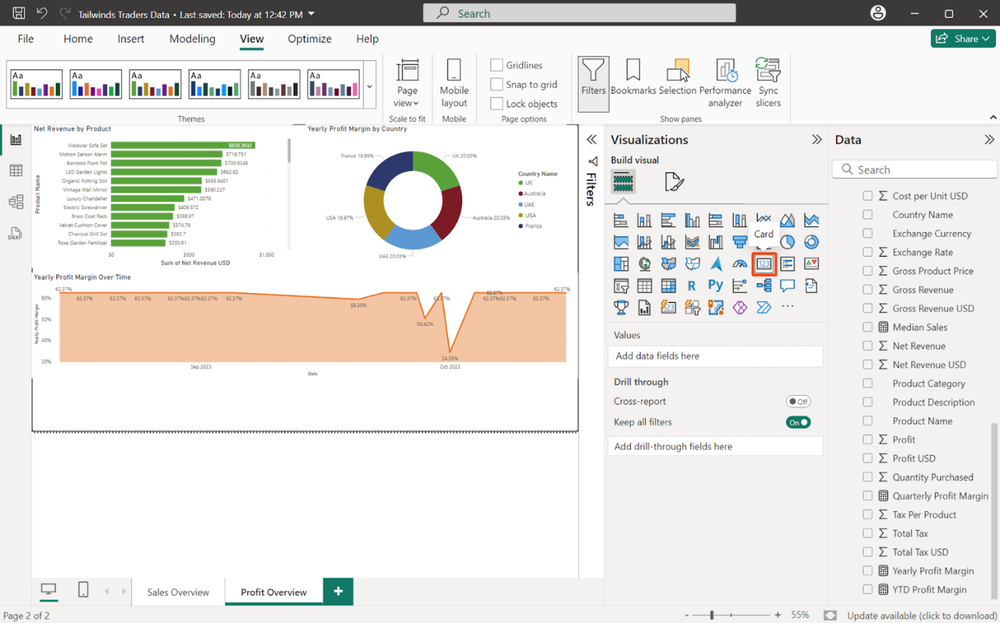 Tailwinds Traders Data • Last saved: Today at 12:42 PM
Search
File Home Insert Modeling View Optimize Help
Share
Aa Aa Aa Aa Aa Aa
Themes
Page view
Scale to fit
Mobile layout
Mobile
Gridlines
Snap to grid
Lock objects
Page options
Filters
Bookmarks
Selection
Performance analyzer
Sync slicers
Show panes
DAX
Net Revenue by Product
Product Name
Modular Sofa Set $928.3632
Motion Sensor Alarm $716.751
Bamboo Plant Pot $709.9248
LED Garden Lights $682.62
Organic Potting Soil $583.6401
Vintage Wall Mirror $580.227
Luxury Chandelier $471.0078
Electric Screwdriver $409.572
Brass Coat Rack $398.97
Velvet Cushion Cover $374.79
Charcoal Grill Set $362.7
Rose Garden Fertilizer $350.61
$0 $500 $1,000
Sum of Net Revenue USD
Yearly Profit Margin by Country
France 19.95%
UK 20.03%
USA 19.97%
Australia 20.03%
UAE 20.03%
Country Name
UK
Australia
UAE
USA
France
Yearly Profit Margin Over Time
Yearly Profit Margin
60%
50%
40%
30%
62.37% 62.37% 62.37% 62.37% 62.37%62.37%62.37% 62.37% 59.30% 62.37% 50.42% 62.37% 34.38% 62.37% 62.37%62.37% 62.37% 62.37%
Sep 2023 Oct 2023
Date
Filters
Visualizations
Build visual
Card
123
R Py
123
Values
Add data fields here
Drill through
Cross-report Off
Keep all filters On
Add drill-through fields here
Data
Search
Cost per Unit USD
Country Name
Exchange Currency
Exchange Rate
Gross Product Price
Gross Revenue
Gross Revenue USD
Median Sales
Net Revenue
Net Revenue USD
Product Category
Product Description
Product Name
Profit
Profit USD
Quantity Purchased
Quarterly Profit Margin
Tax Per Product
Total Tax
Total Tax USD
Yearly Profit Margin
YTD Profit Margin
Sales Overview
Profit Overview
+
Page 2 of 2
- + 55%
Update available (click to download)